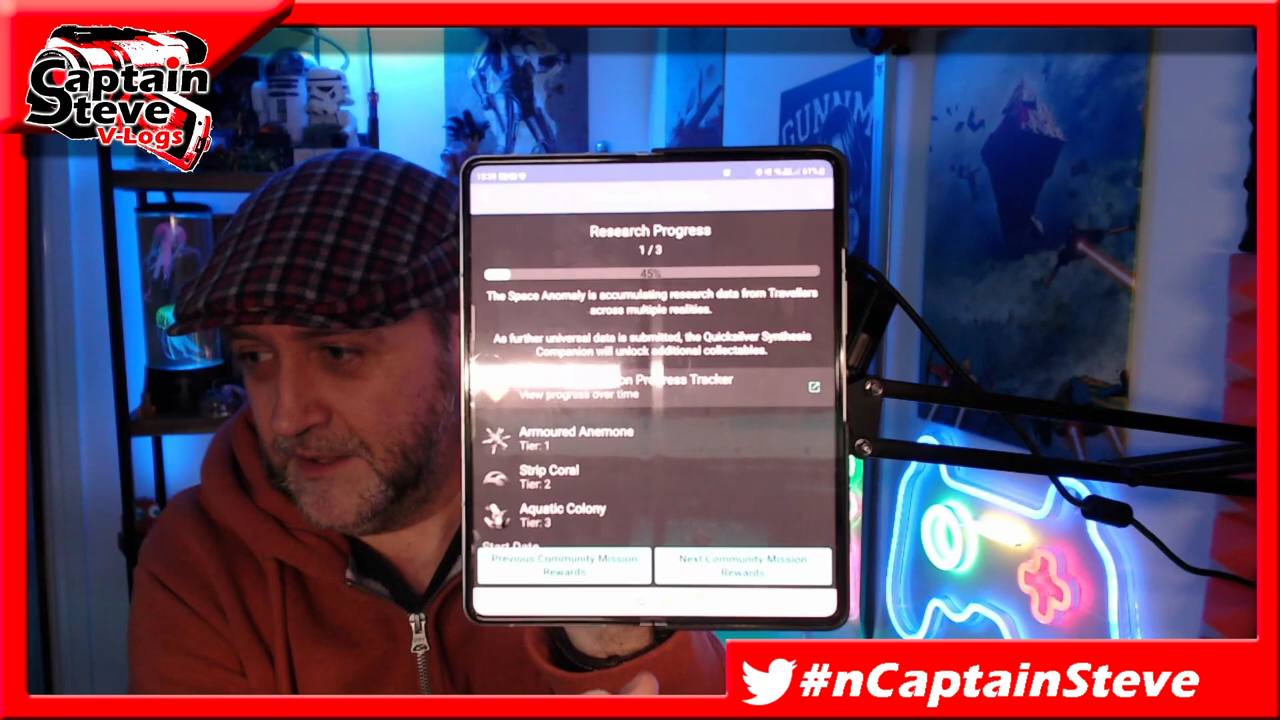 Captain
Steve
V-Logs
GUNNM
61%
Research Progress
1 / 3
45%
The Space Anomaly is accumulating research data from Travellers
across multiple realities.
As further universal data is submitted, the Quicksilver Synthesis
Companion will unlock additional collectables.
Progress Tracker
View progress over time
Armoured Anemone
Tier: 1
Strip Coral
Tier: 2
Aquatic Colony
Tier: 3
Start Date
Previous Community Mission
Rewards
Next Community Mission
Rewards
#nCaptainSteve